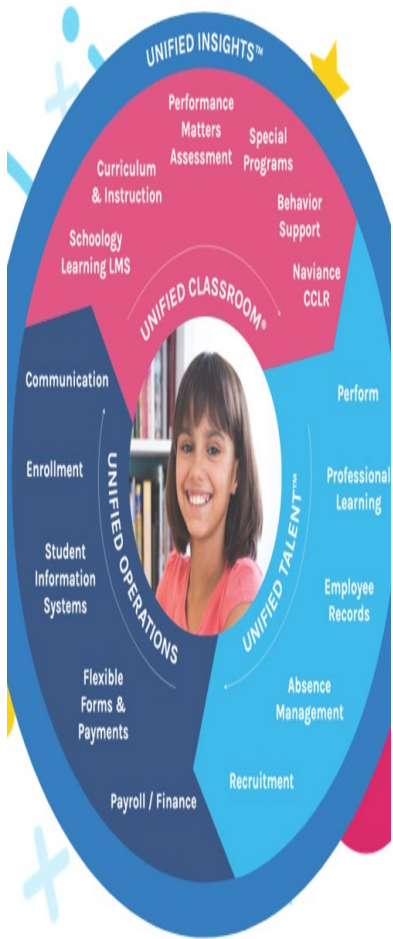 UNIFIED INSIGHTS™
Performance
Matters
Assessment
Special
Programs
Curriculum
& Instruction
Behavior
Support
Schoology
Learning LMS
Naviance
CCLR
UNIFIED CLASSROOM®
Communication
Enrollment
Student
Information
Systems
Flexible
Forms &
Payments
Payroll / Finance
UNIFIED OPERATIONS
Perform
Professional
Learning
Employee
Records
Absence
Management
Recruitment
UNIFIED TALENT™